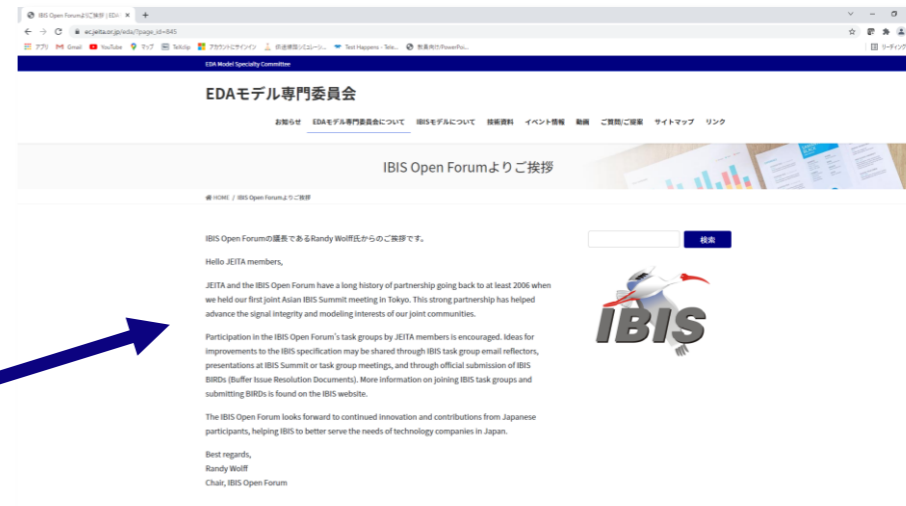 IBIS Open Forumよりご挨拶 | EDA
ec.jeita.or.jp/eda/?page_id=845
アプリ Gmail YouTube マップ Telulip アカウントにサインイン Test Happens - Tele...
EDA Model Specialty Committee
EDAモデル専門委員会
お知らせ EDAモデル専門委員会について IBISモデルについて 技術資料 イベント情報 動画 ご質問/ご提案 サイトマップ リンク
IBIS Open Forumよりご挨拶
HOME / IBIS Open Forumよりご挨拶
IBIS Open Forumの議長であるRandy Wolff氏からのご挨拶です。
検索
Hello JEITA members,
JEITA and the IBIS Open Forum have a long history of partnership going back to at least 2006 when
we held our first joint Asian IBIS Summit meeting in Tokyo. This strong partnership has helped
advance the signal integrity and modeling interests of our joint communities.
IBIS
Participation in the IBIS Open Forum's task groups by JEITA members is encouraged. Ideas for
improvements to the IBIS specification may be shared through IBIS task group email reflectors,
presentations at IBIS Summit or task group meetings, and through official submission of IBIS
BIRDs (Buffer Issue Resolution Documents). More information on joining IBIS task groups and
submitting BIRDs is found on the IBIS website.
The IBIS Open Forum looks forward to continued innovation and contributions from Japanese
participants, helping IBIS to better serve the needs of technology companies in Japan.
Best regards,
Randy Wolff
Chair, IBIS Open Forum